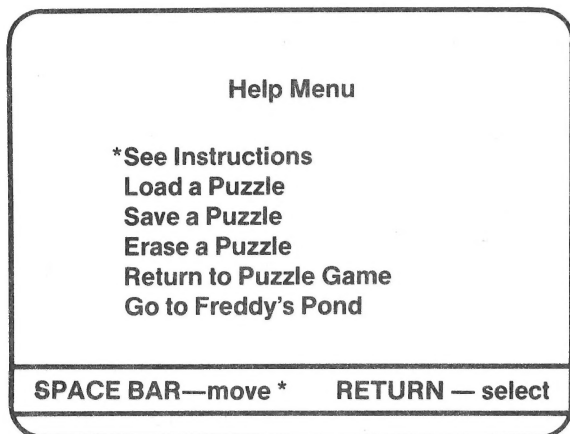 Help Menu
*See Instructions
Load a Puzzle
Save a Puzzle
Erase a Puzzle
Return to Puzzle Game
Go to Freddy's Pond
SPACE BAR—move * RETURN — select